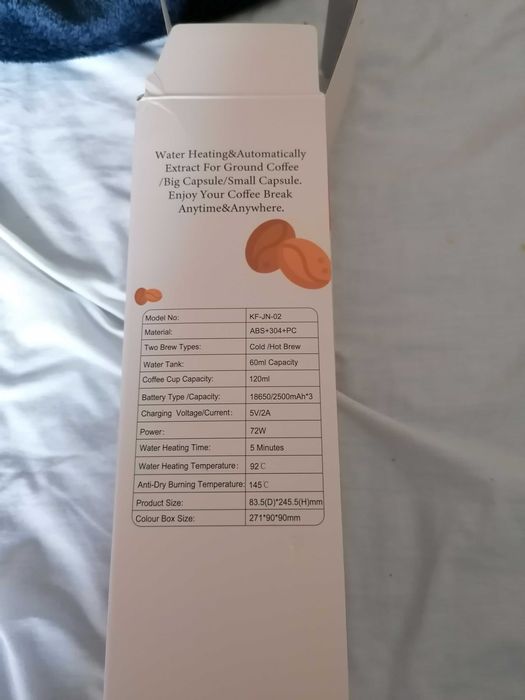 Water Heating&Automatically
Extract For Ground Coffee
/Big Capsule/Small Capsule.
Enjoy Your Coffee Break
Anytime&Anywhere.
Model No: KF-JN-02
Material: ABS+304+PC
Two Brew Types: Cold /Hot Brew
Water Tank: 60ml Capacity
Coffee Cup Capacity: 120ml
Battery Type /Capacity: 18650/2500mAh*3
Charging Voltage/Current: 5V/2A
Power: 72W
Water Heating Time: 5 Minutes
Water Heating Temperature: 92℃
Anti-Dry Burning Temperature: 145℃
Product Size: 83.5(D)*245.5(H)mm
Colour Box Size: 271*90*90mm